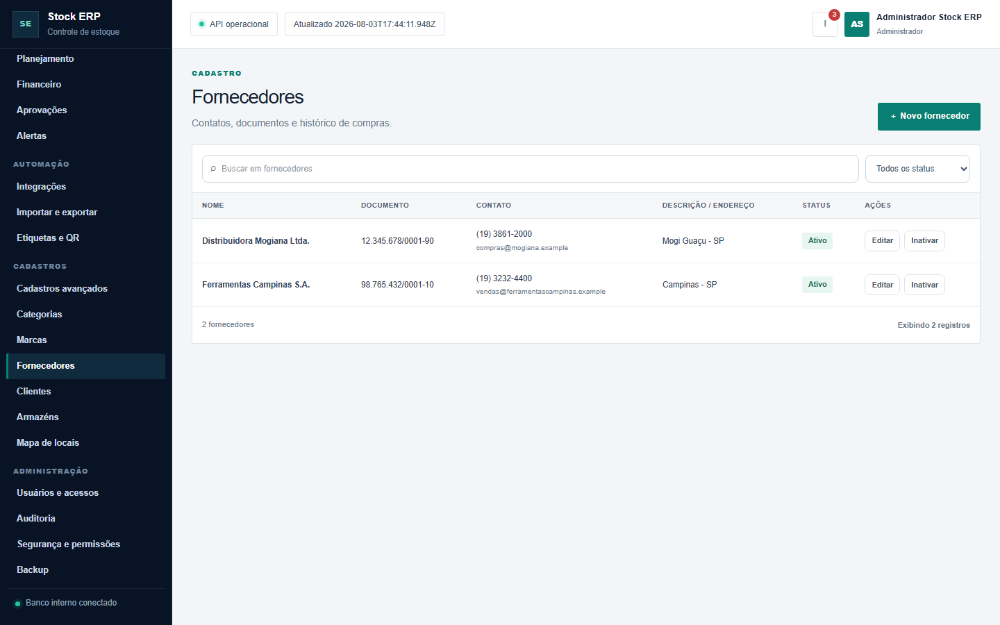 SE
Stock ERP
Controle de estoque
Planejamento
Financeiro
Aprovações
Alertas
AUTOMAÇÃO
Integrações
Importar e exportar
Etiquetas e QR
CADASTROS
Cadastros avançados
Categorias
Marcas
Fornecedores
Clientes
Armazéns
Mapa de locais
ADMINISTRAÇÃO
Usuários e acessos
Auditoria
Segurança e permissões
Backup
Banco interno conectado
API operacional
Atualizado 2026-08-03T17:44:11.948Z
!
3
AS
Administrador Stock ERP
Administrador
CADASTRO
Fornecedores
Contatos, documentos e histórico de compras.
+ Novo fornecedor
Buscar em fornecedores
Todos os status
NOME DOCUMENTO CONTATO DESCRIÇÃO / ENDEREÇO STATUS AÇÕES
Distribuidora Mogiana Ltda. 12.345.678/0001-90 (19) 3861-2000 Mogi Guaçu - SP Ativo Editar Inativar
compras@mogiana.example
Ferramentas Campinas S.A. 98.765.432/0001-10 (19) 3232-4400 Campinas - SP Ativo Editar Inativar
vendas@ferramentascampinas.example
2 fornecedores
Exibindo 2 registros